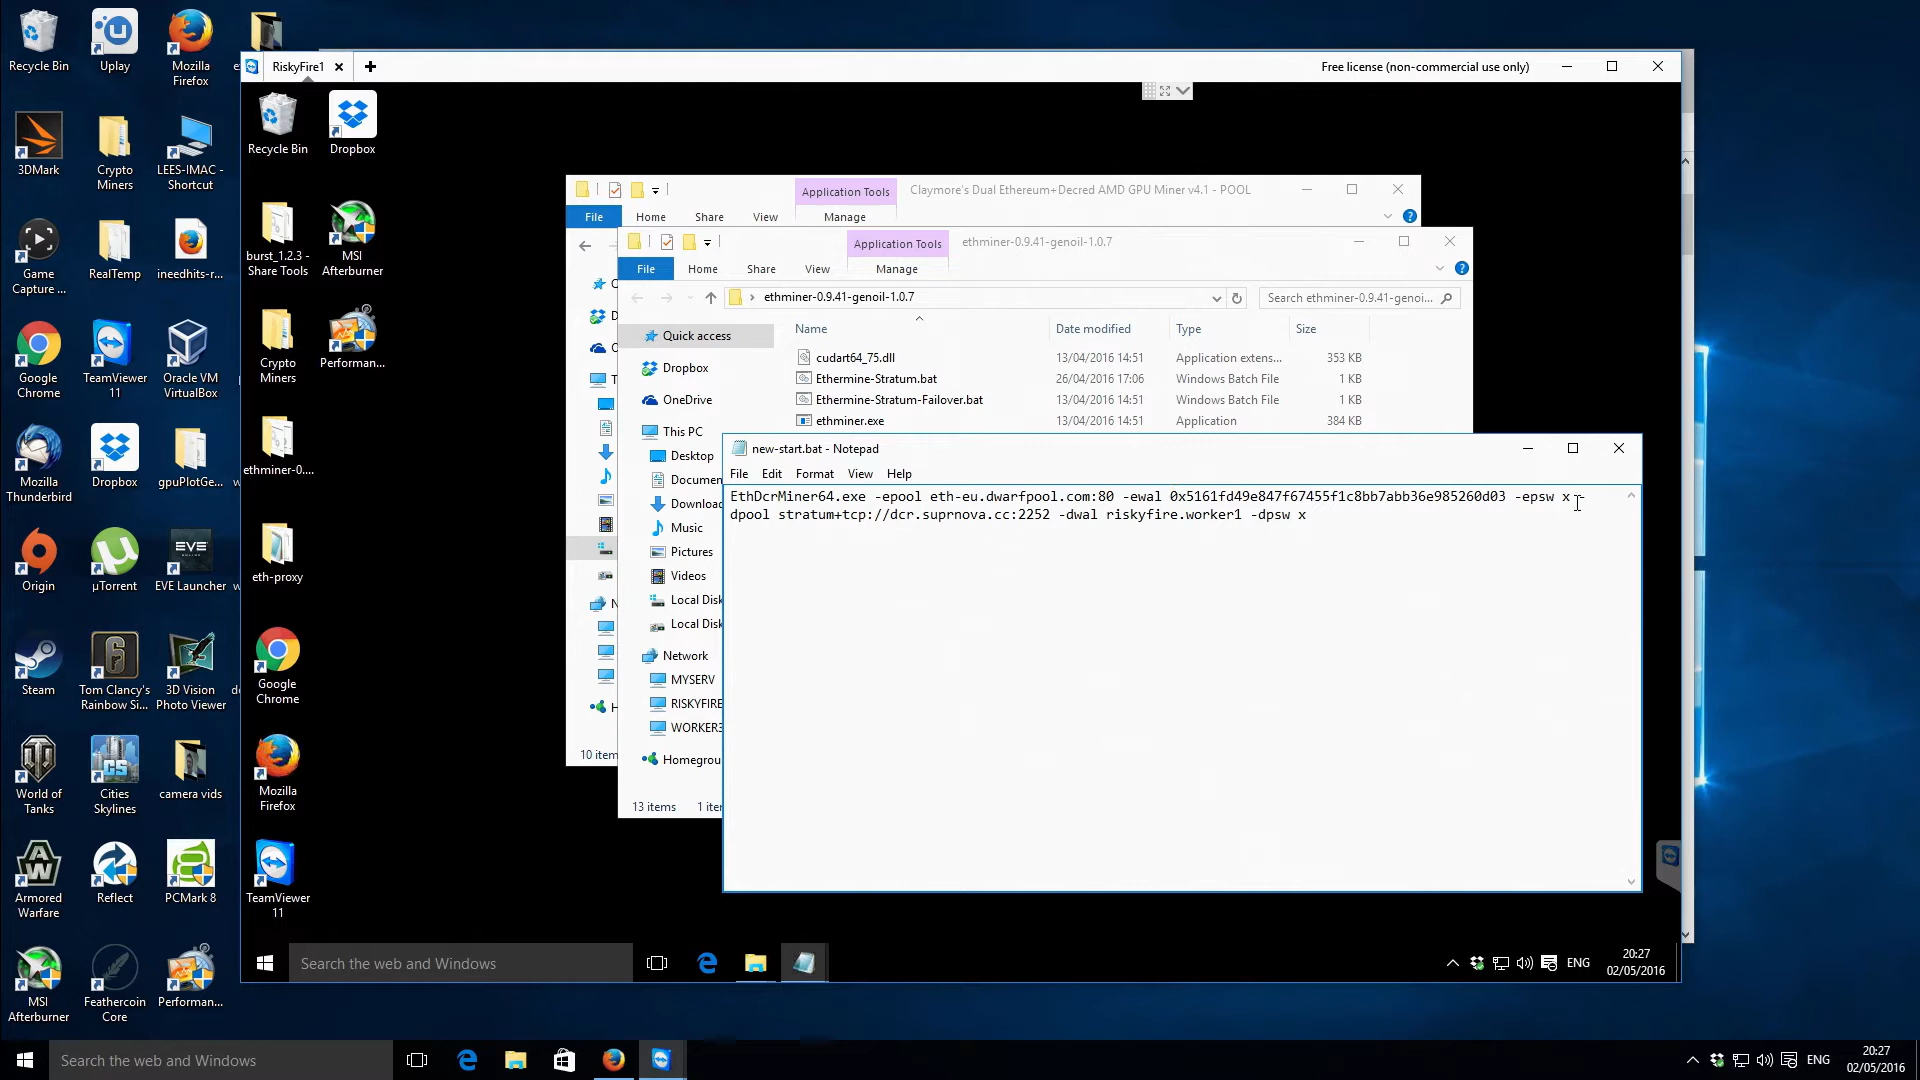 Recycle Bin
Uplay
Mozilla
Firefox
3DMark
Crypto
Miners
LEES-IMAC -
Shortcut
Game
Capture ...
RealTemp
ineedhits-r...
Google
Chrome
TeamViewer
11
Oracle VM
VirtualBox
Mozilla
Thunderbird
Dropbox
gpuPlotGe...
Origin
µTorrent
EVE Launcher
Steam
Tom Clancy's
Rainbow Si...
3D Vision
Photo Viewer
World of
Tanks
Cities
Skylines
camera vids
Armored
Warfare
Reflect
PCMark 8
MSI
Afterburner
Feathercoin
Core
Performan...
RiskyFire1
Free license (non-commercial use only)
Recycle Bin
Dropbox
burst_1.2.3 -
Share Tools
MSI
Afterburner
Crypto
Miners
Performan...
ethminer-0....
eth-proxy
Google
Chrome
Mozilla
Firefox
TeamViewer
11
Application Tools
Claymore's Dual Ethereum+Decred AMD GPU Miner v4.1 - POOL
File Home Share View Manage
10 item
Application Tools
ethminer-0.9.41-genoil-1.0.7
File Home Share View Manage
ethminer-0.9.41-genoil-1.0.7
Search ethminer-0.9.41-genoi...
Quick access
Dropbox
OneDrive
This PC
Desktop
Documen
Download
Music
Pictures
Videos
Local Disk
Local Disk
Network
MYSERV
RISKYFIRE
WORKER3
Homegrou
Name Date modified Type Size
cudart64_75.dll 13/04/2016 14:51 Application extens... 353 KB
Ethermine-Stratum.bat 26/04/2016 17:06 Windows Batch File 1 KB
Ethermine-Stratum-Failover.bat 13/04/2016 14:51 Windows Batch File 1 KB
ethminer.exe 13/04/2016 14:51 Application 384 KB
13 items 1 iter
new-start.bat - Notepad
File Edit Format View Help
EthDcrMiner64.exe -epool eth-eu.dwarfpool.com:80 -ewal 0x5161fd49e847f67455f1c8bb7abb36e985260d03 -epsw x -
dpool stratum+tcp://dcr.suprnova.cc:2252 -dwal riskyfire.worker1 -dpsw x
Search the web and Windows
ENG
20:27
02/05/2016
Search the web and Windows
ENG
20:27
02/05/2016